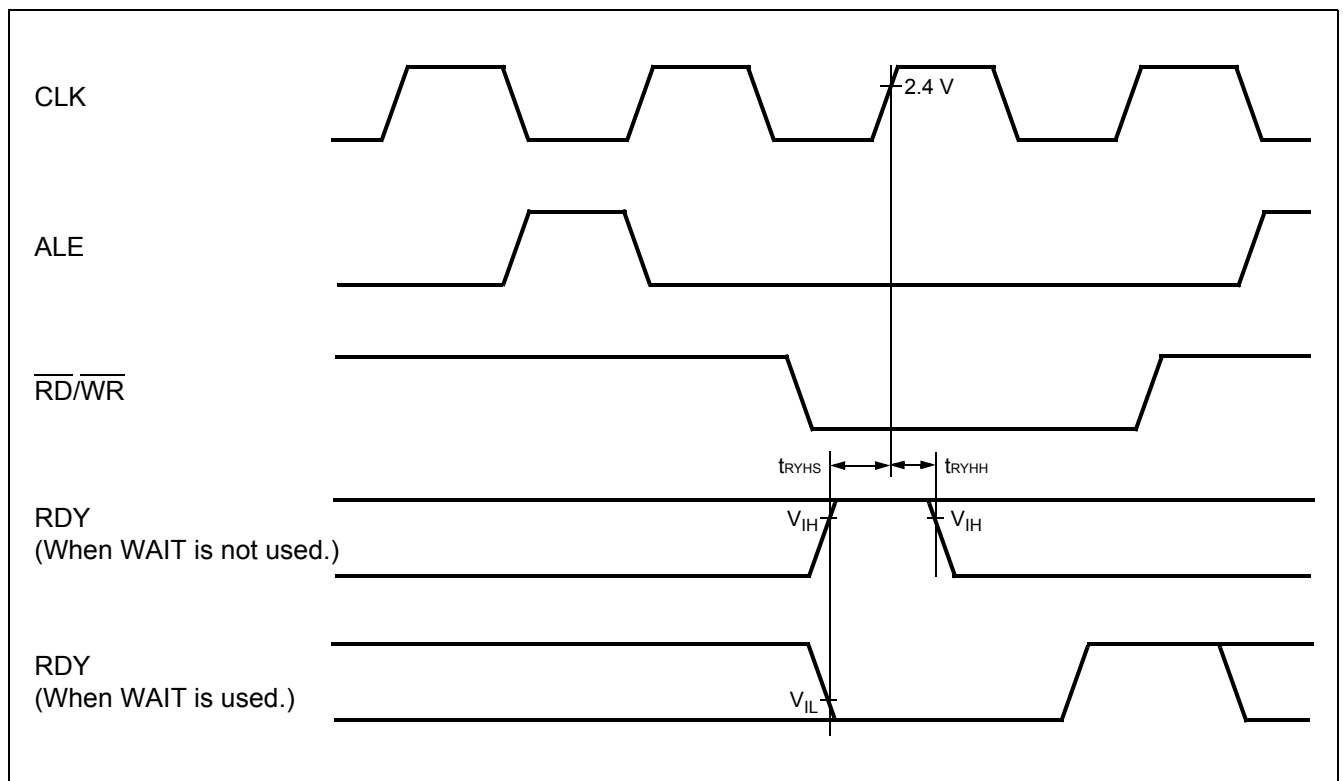 CLK
2.4 V
ALE
RD/WR
tRYHS
tRYHH
RDY
(When WAIT is not used.)
VIH
VIH
RDY
(When WAIT is used.)
VIL